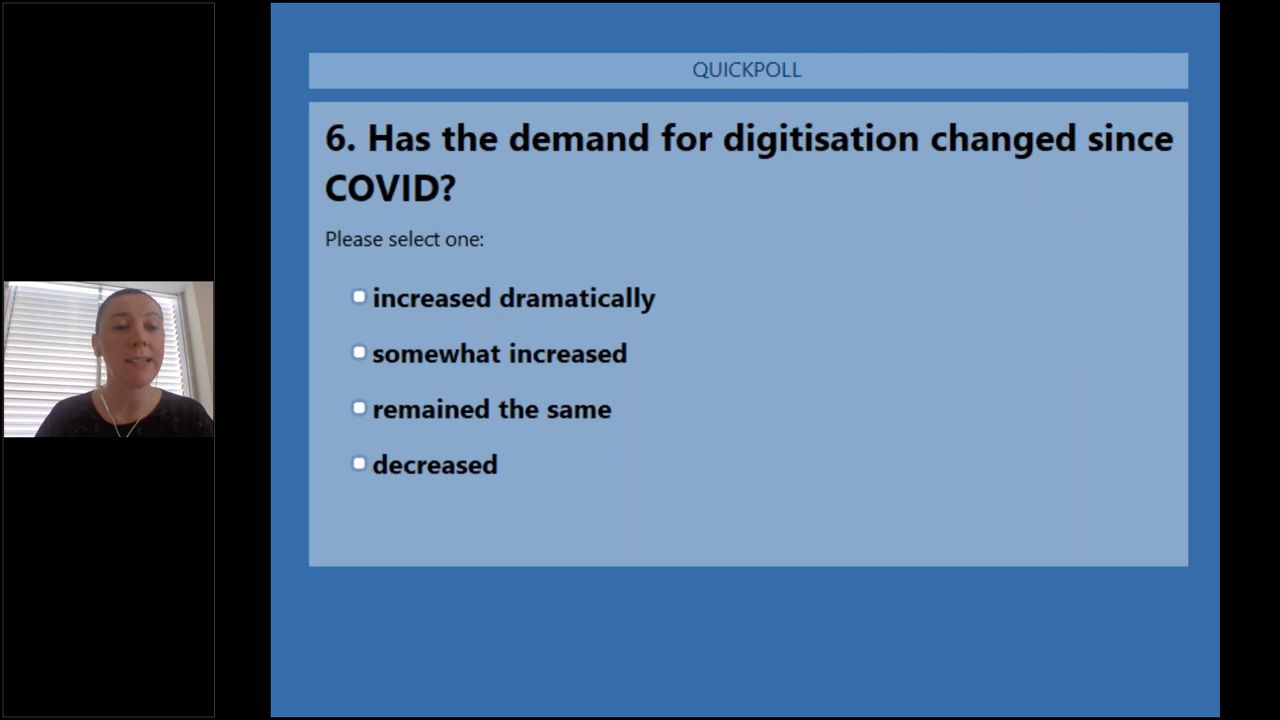 QUICKPOLL
6. Has the demand for digitisation changed since
COVID?
Please select one:
increased dramatically
somewhat increased
remained the same
decreased